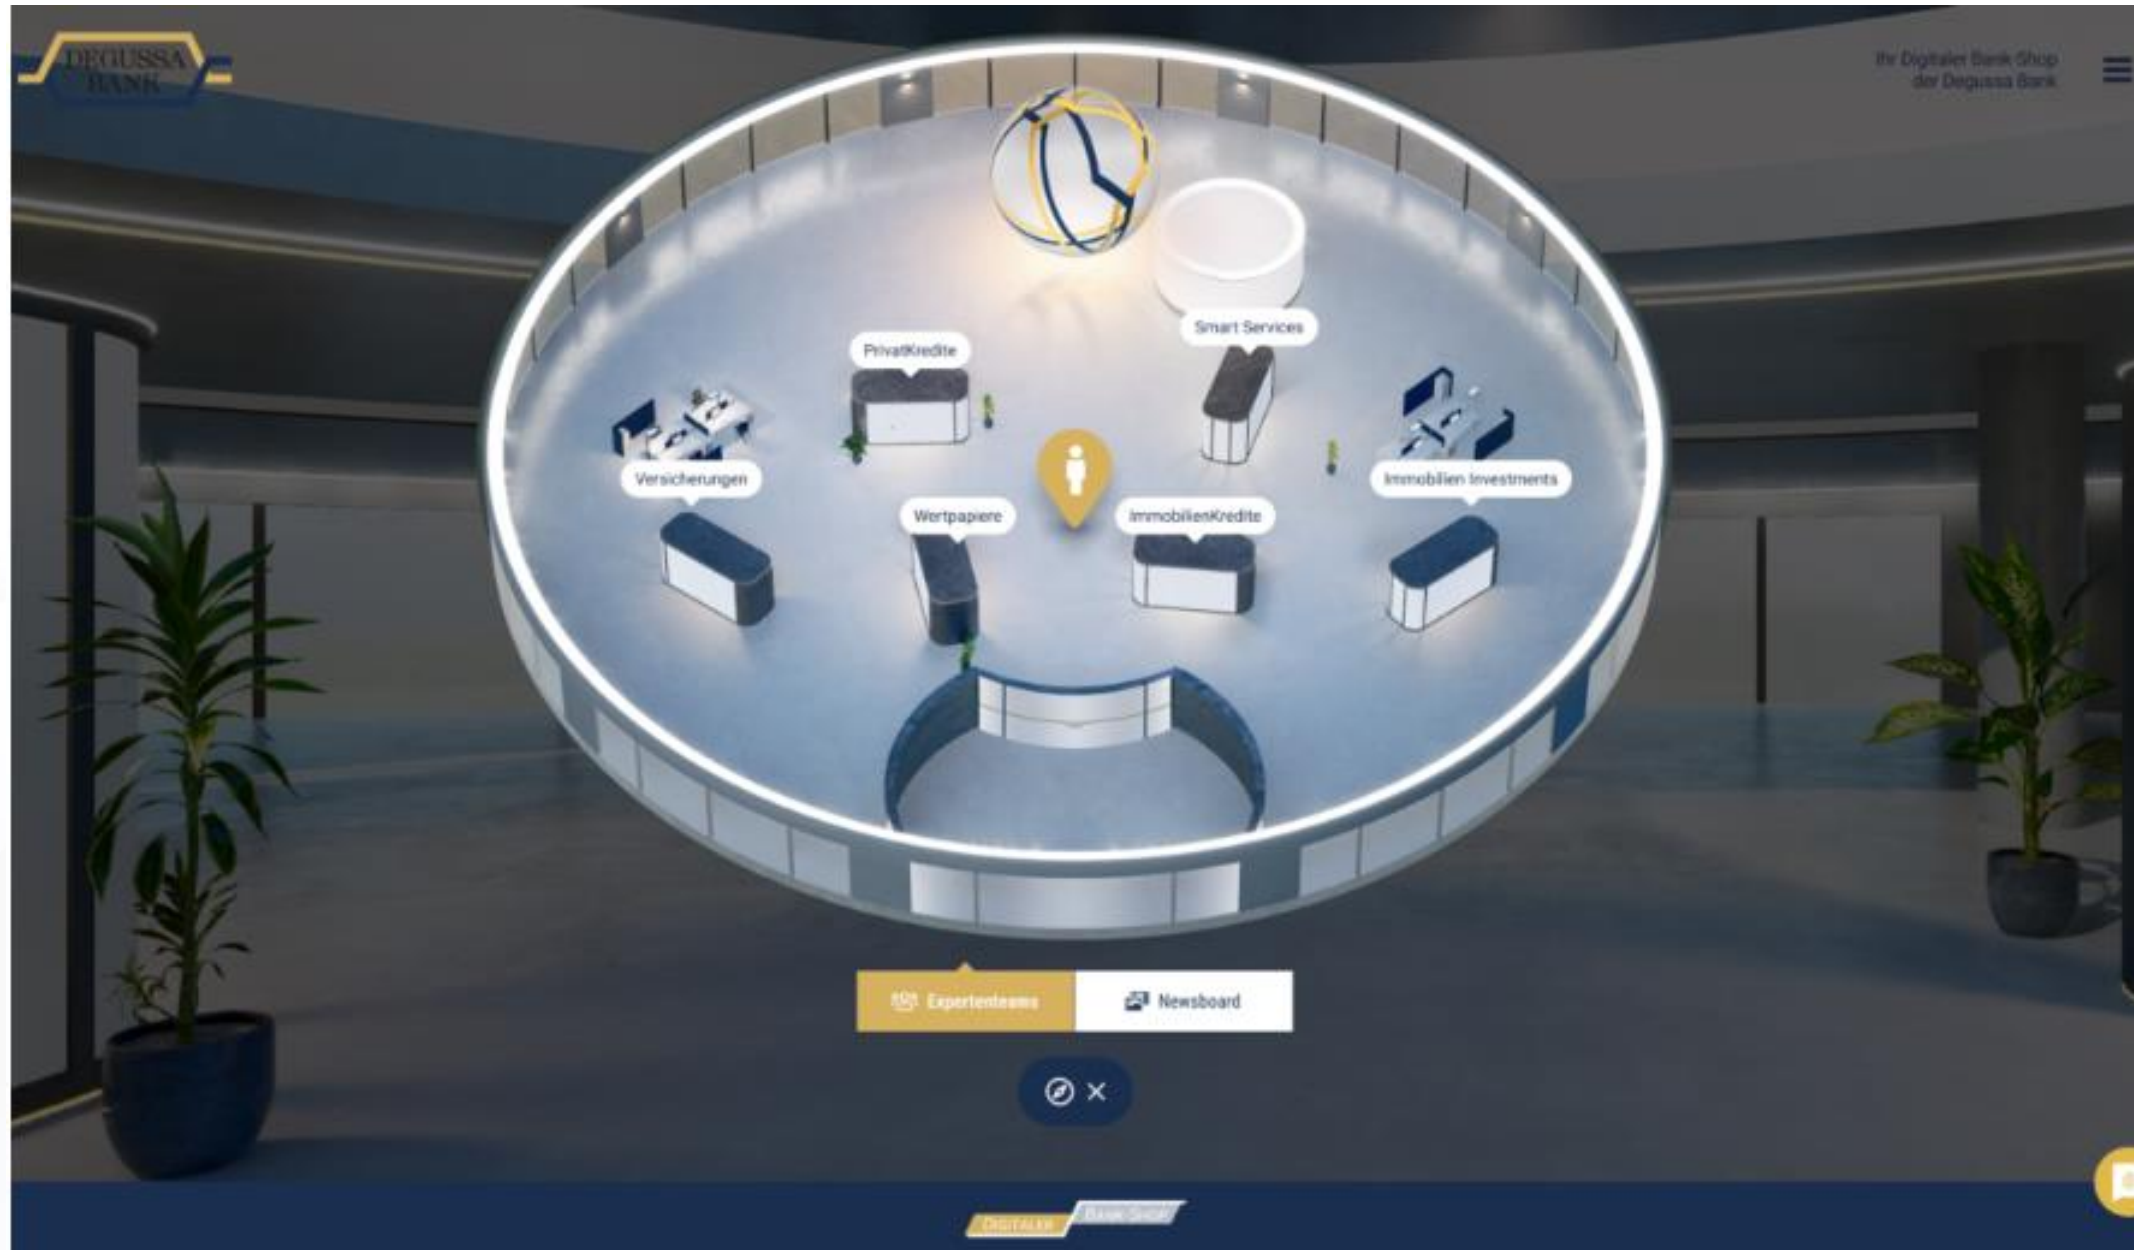 DEGUSSA
BANK
Ihr Digitaler Bank-Shop
der Degussa Bank
Smart Services
PrivatKredite
Versicherungen
Immobilien Investments
Wertpapiere
ImmobilienKredite
Expertenteams
Newsboard
DIGITALER BANK-SHOP